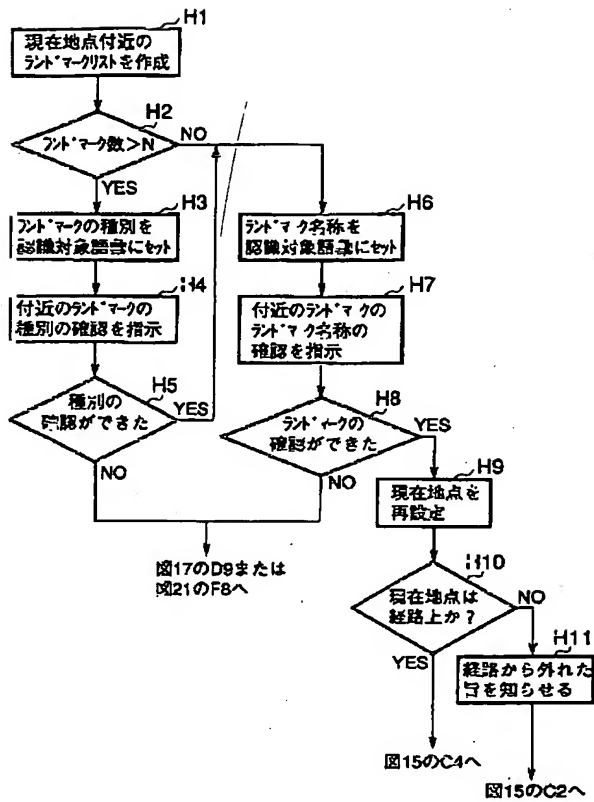 H1
現在地点付近の
ランドマークリストを作成
H2
ランドマーク数>N
NO
YES
H3
ランドマークの種別を
認識対象語彙にセット
H4
付近のランドマークの
種別の確認を指示
H5
種別の
確認ができた
YES
NO
H6
ランドマーク名称を
認識対象語彙にセット
H7
付近のランドマークの
ランドマーク名称の
確認を指示
H8
ランドマークの
確認ができた
YES
NO
図17のD9または
図21のF8へ
H9
現在地点を
再設定
H10
現在地点は
経路上か?
NO
YES
H11
経路から外れた
旨を知らせる
図15のC4へ
図15のC2へ